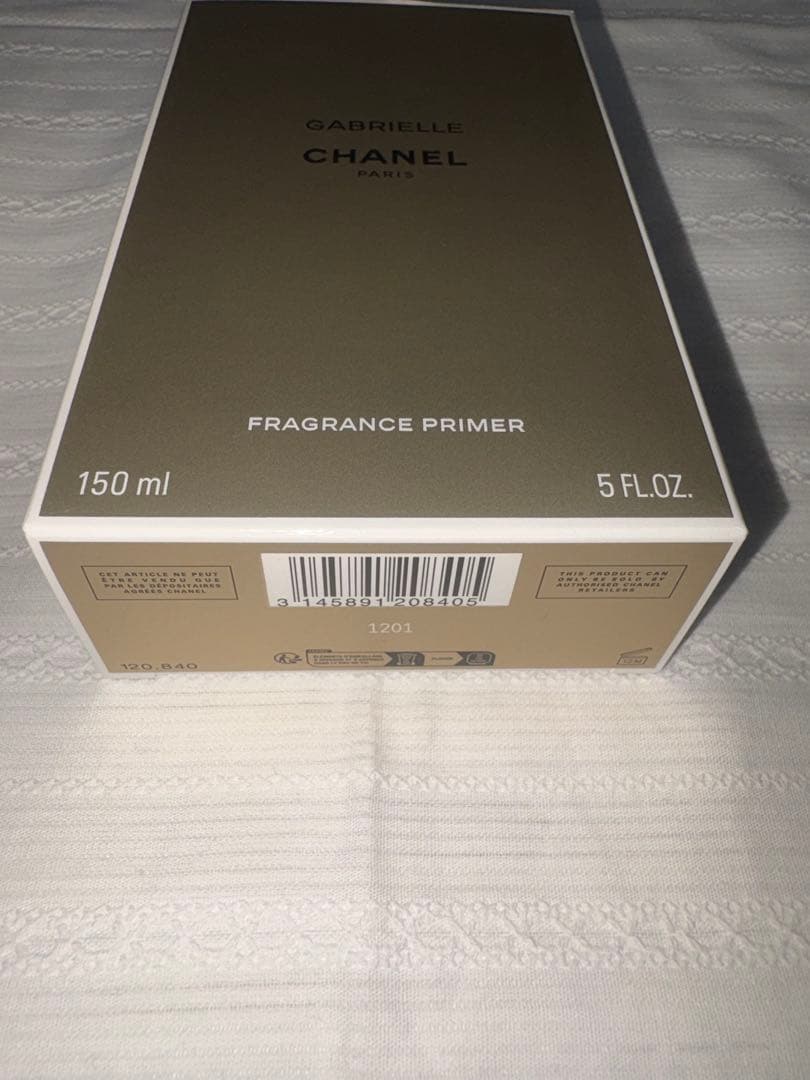 GABRIELLE
CHANEL
PARIS
FRAGRANCE PRIMER
150 ml
5 FL.OZ.
CET ARTICLE NE PEUT
ÊTRE VENDU QUE
PAR LES DÉPOSITAIRES
AGRÉÉS CHANEL
3 145891 208405
THIS PRODUCT CAN
ONLY BE SOLD BY
AUTHORISED CHANEL
RETAILERS
1201
120.840
12M